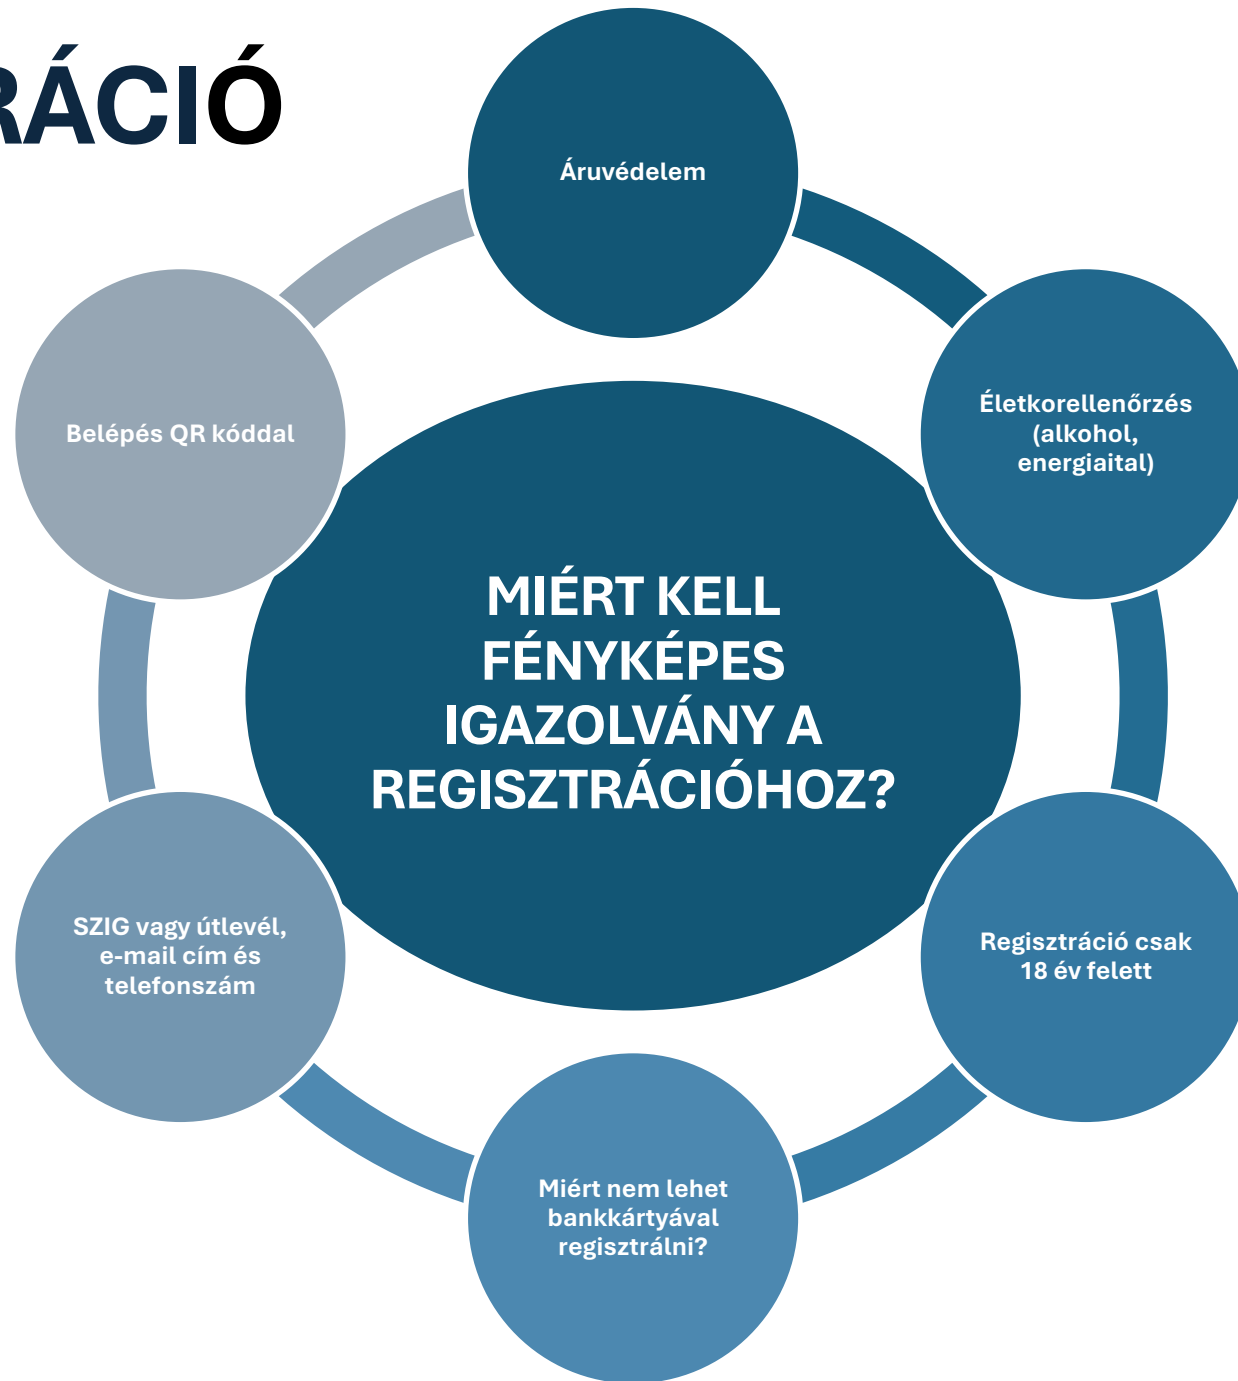 RÁCIÓ
Áruvédelem
Életkorellenőrzés
(alkohol,
energiaital)
Regisztráció csak
18 év felett
Miért nem lehet
bankkártyával
regisztrálni?
SZIG vagy útlevél,
e-mail cím és
telefonszám
Belépés QR kóddal
MIÉRT KELL
FÉNYKÉPES
IGAZOLVÁNY A
REGISZTRÁCIÓHOZ?